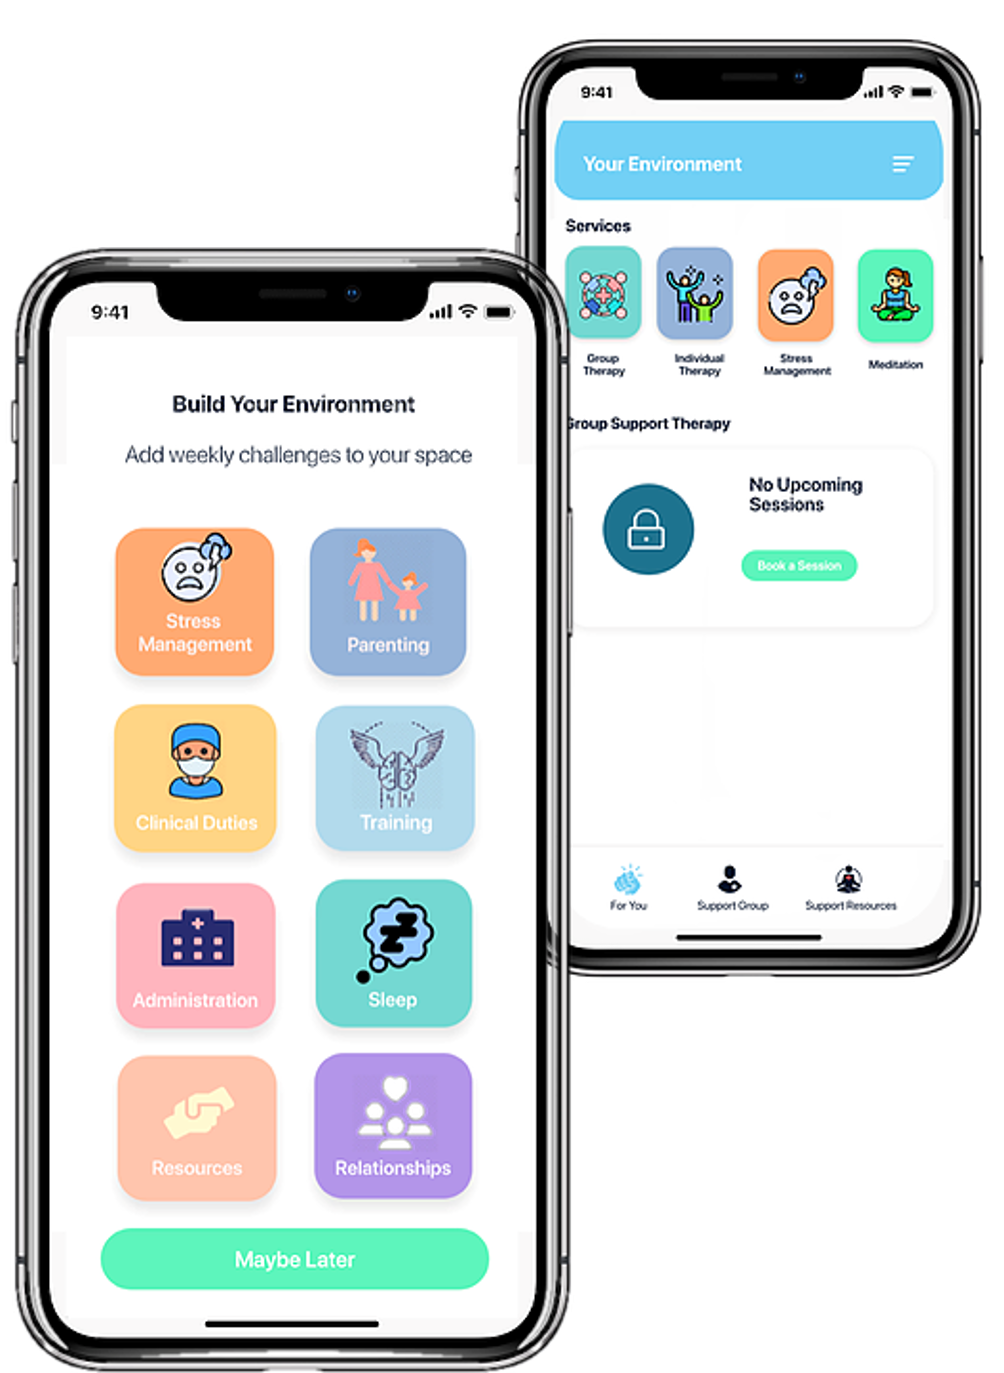 9:41
Your Environment
Services
Group
Therapy
Individual
Therapy
Stress
Management
Meditation
Group Support Therapy
No Upcoming
Sessions
Book a Session
For You
Support Group
Support Resources
9:41
Build Your Environment
Add weekly challenges to your space
Stress
Management
Parenting
Clinical Duties
Training
Administration
Sleep
Resources
Relationships
Maybe Later